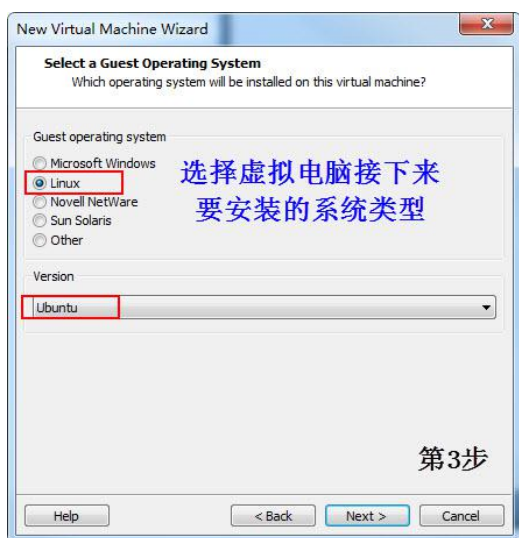 New Virtual Machine Wizard
Select a Guest Operating System
Which operating system will be installed on this virtual machine?
Guest operating system
Microsoft Windows
Linux
Novell NetWare
Sun Solaris
Other
选择虚拟电脑接下来
要安装的系统类型
Version
Ubuntu
第3步
Help
< Back
Next >
Cancel